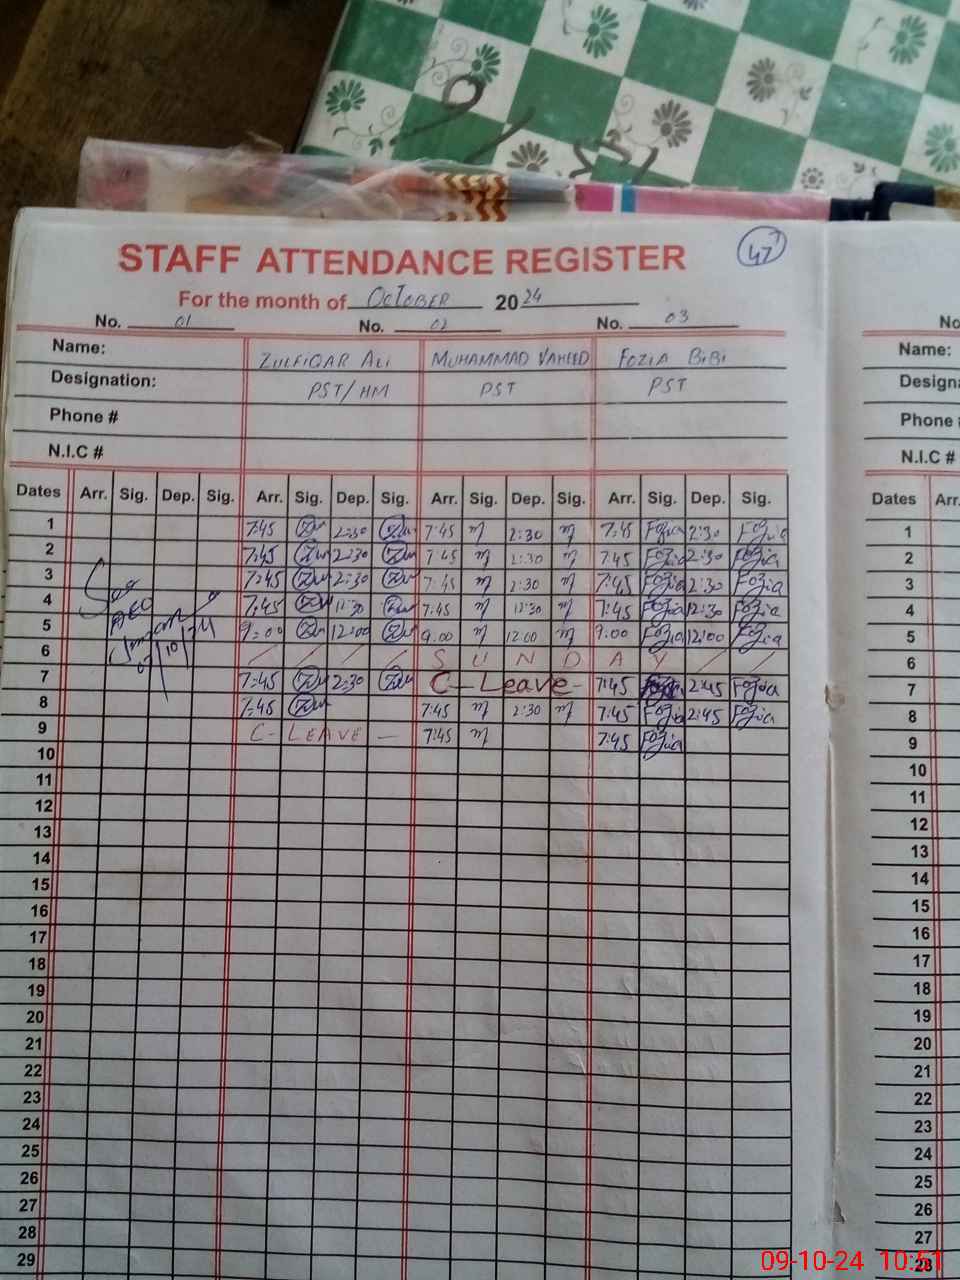 STAFF ATTENDANCE REGISTER
47
For the month of OCTOBER 2024
No. 01 No. 02 No. 03
Name: ZULFIQAR ALI MUHAMMAD VAHEED FOZIA BIBI
Designation: PST/HM PST PST
Phone #
N.I.C #
Dates Arr. Sig. Dep. Sig. Arr. Sig. Dep. Sig. Arr. Sig. Dep. Sig. Arr. Sig. Dep. Sig.
1 7:45 2:30 7:45 2:30 7:45 Fozia 2:30 Fozia
2 7:45 2:30 7:45 2:30 7:45 Fozia 2:30 Fozia
3 7:45 2:30 7:45 2:30 7:45 Fozia 2:30 Fozia
4 7:45 12:30 7:45 12:30 7:45 Fozia 12:30 Fozia
5 9:00 12:00 9.00 12:00 9:00 Fozia 12:00 Fozia
6 SUNDAY
7 7:45 2:30 C-Leave- 7:45 2:45 Fozia
8 7:45 7:45 2:30 7:45 Fozia 2:45 Fozia
9 C-LEAVE — 7:45 7:45 Fozia
10
11
12
13
14
15
16
17
18
19
20
21
22
23
24
25
26
27
28
29
See
AEO
No
Name:
Design
Phone
N.I.C #
Dates Arr.
1
2
3
4
5
6
7
8
9
10
11
12
13
14
15
16
17
18
19
20
21
22
23
24
25
26
27
28
09-10-24 10:51